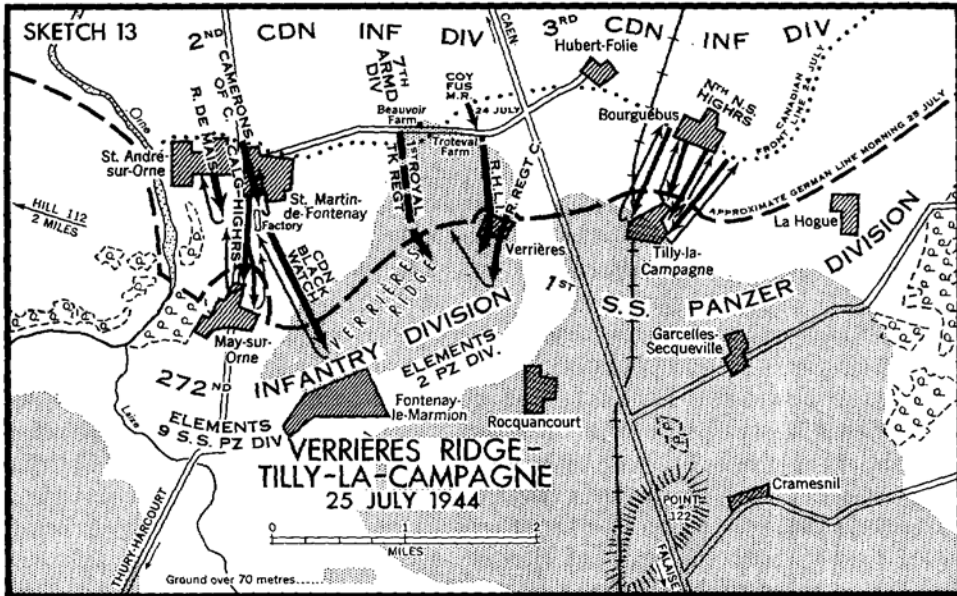 SKETCH 13
2ND CDN INF DIV
3RD CDN INF DIV
CAEN
Hubert-Folie
7TH
ARMD
DIV
COY
FUS
M.R.
24 JULY
CAMERONS
OF C.
R. DE MAIS.
CALG-HIGHRS
Orne
Beauvoir
Farm
Troteval
Farm
Bourguébus
NTH N.S
HIGHRS
CANADIAN
FRONT LINE 24 JULY
APPROXIMATE GERMAN LINE MORNING 25 JULY
St. André-
sur-Orne
HILL 112
2 MILES
St. Martin-
de-Fontenay
Factory
1ST ROYAL
TK REGT
R.H.L.I.
R. REGT C.
CDN
BLACK
WATCH
Verrières
VERRIÈRES
RIDGE
La Hogue
Tilly-la-
Campagne
1ST S.S. PANZER DIVISION
May-sur-
Orne
272ND INFANTRY DIVISION
ELEMENTS
2 PZ DIV.
Garcelles-
Secqueville
ELEMENTS
9 S.S. PZ DIV
Laize
Fontenay-
le-Marmion
Rocquancourt
VERRIÈRES RIDGE-
TILLY-LA-CAMPAGNE
25 JULY 1944
0 1 2
MILES
POINT
122
Cramesnil
THURY-HARCOURT
FALAISE
Ground over 70 metres